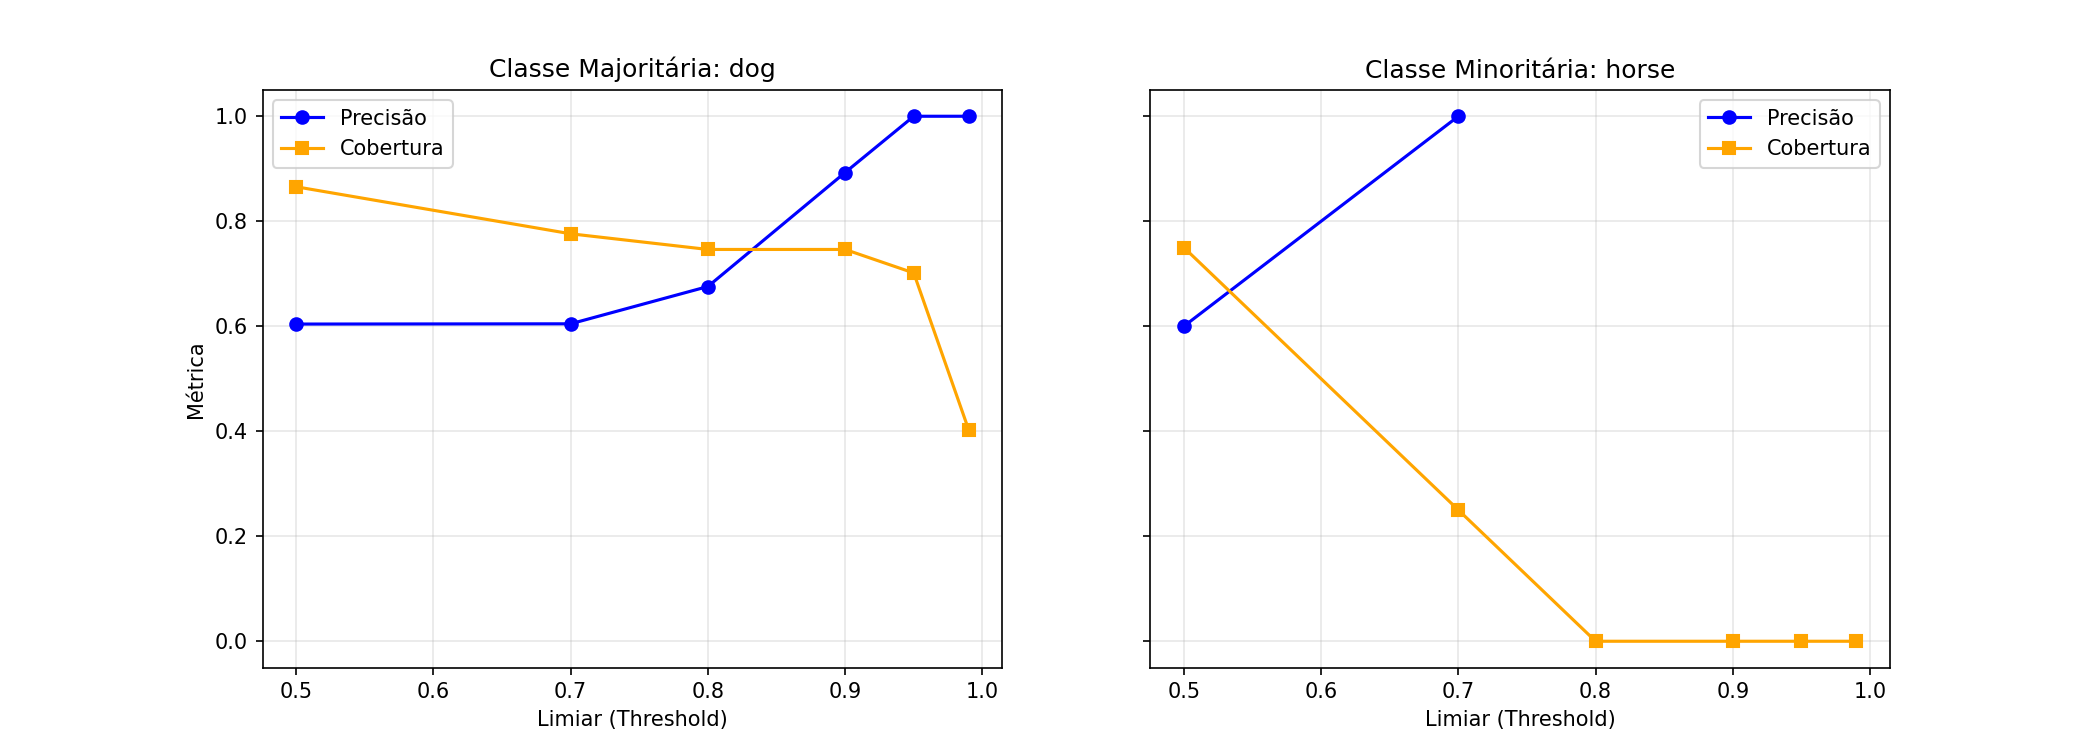 Classe Majoritária: dog
Precisão
Cobertura
1.0
0.8
0.6
0.4
0.2
0.0
Métrica
0.5 0.6 0.7 0.8 0.9 1.0
Limiar (Threshold)
Classe Minoritária: horse
Precisão
Cobertura
0.5 0.6 0.7 0.8 0.9 1.0
Limiar (Threshold)